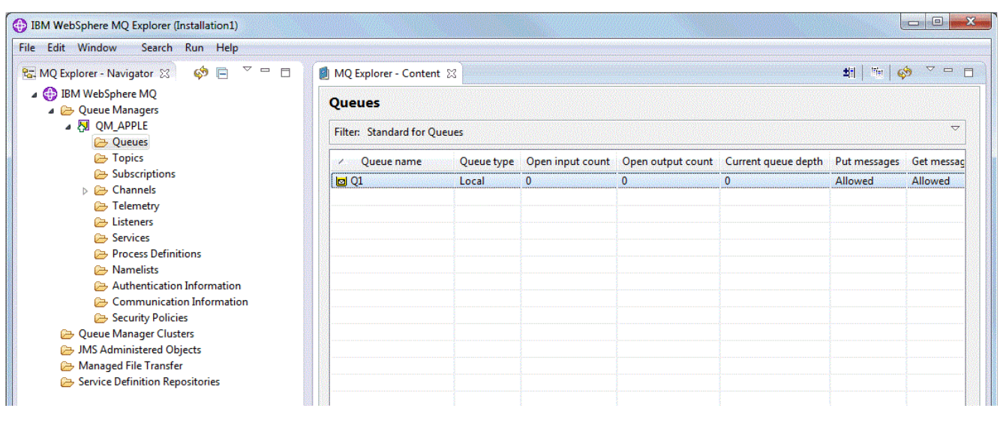 IBM WebSphere MQ Explorer (Installation1)
File Edit Window Search Run Help
MQ Explorer - Navigator
IBM WebSphere MQ
Queue Managers
QM_APPLE
Queues
Topics
Subscriptions
Channels
Telemetry
Listeners
Services
Process Definitions
Namelists
Authentication Information
Communication Information
Security Policies
Queue Manager Clusters
JMS Administered Objects
Managed File Transfer
Service Definition Repositories
MQ Explorer - Content
Queues
Filter: Standard for Queues
Queue name Queue type Open input count Open output count Current queue depth Put messages Get messag
Q1 Local 0 0 0 Allowed Allowed